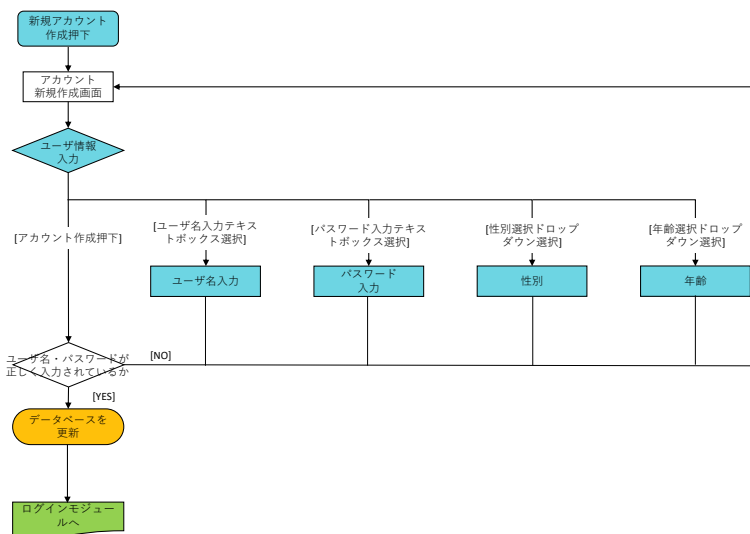 新規アカウント
作成押下
アカウント
新規作成画面
ユーザ情報
入力
[アカウント作成押下]
[ユーザ名入力テキス
トボックス選択]
[パスワード入力テキス
トボックス選択]
[性別選択ドロップ
ダウン選択]
[年齢選択ドロップ
ダウン選択]
ユーザ名入力
パスワード
入力
性別
年齢
ユーザ名・パスワードが
正しく入力されているか
[NO]
[YES]
データベースを
更新
ログインモジュー
ルへ